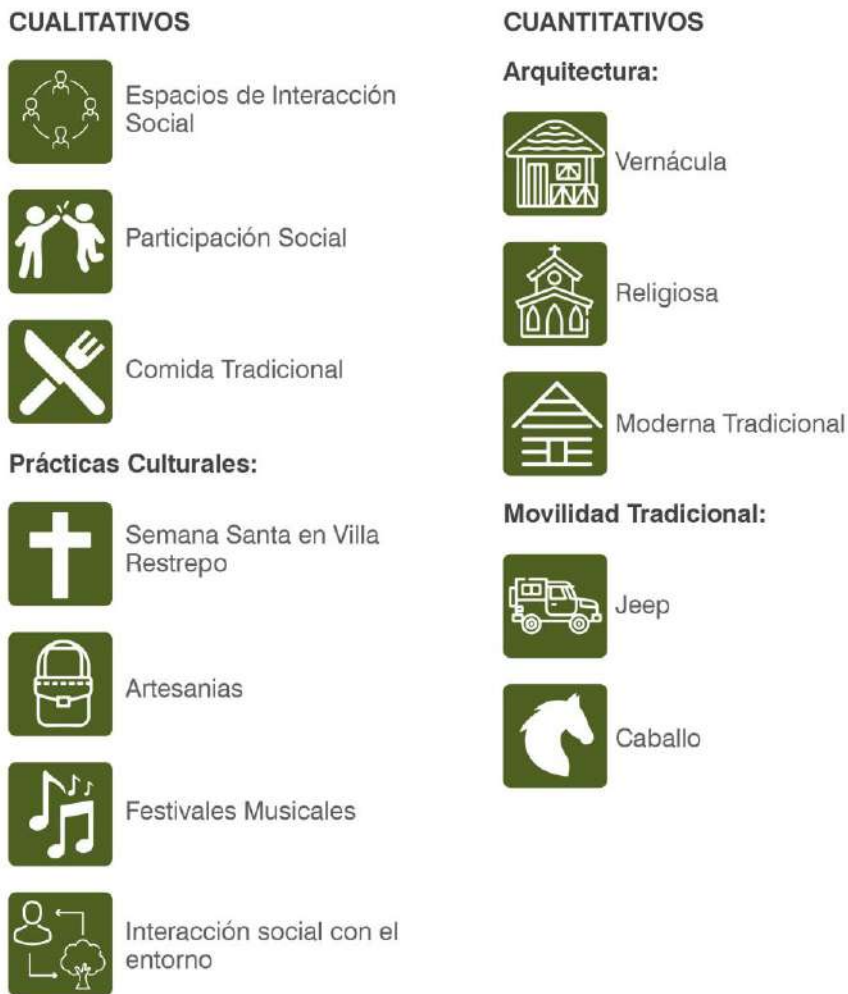 CUALITATIVOS
Espacios de Interacción
Social
Participación Social
Comida Tradicional
Prácticas Culturales:
Semana Santa en Villa
Restrepo
Artesanias
Festivales Musicales
Interacción social con el
entorno
CUANTITATIVOS
Arquitectura:
Vernácula
Religiosa
Moderna Tradicional
Movilidad Tradicional:
Jeep
Caballo